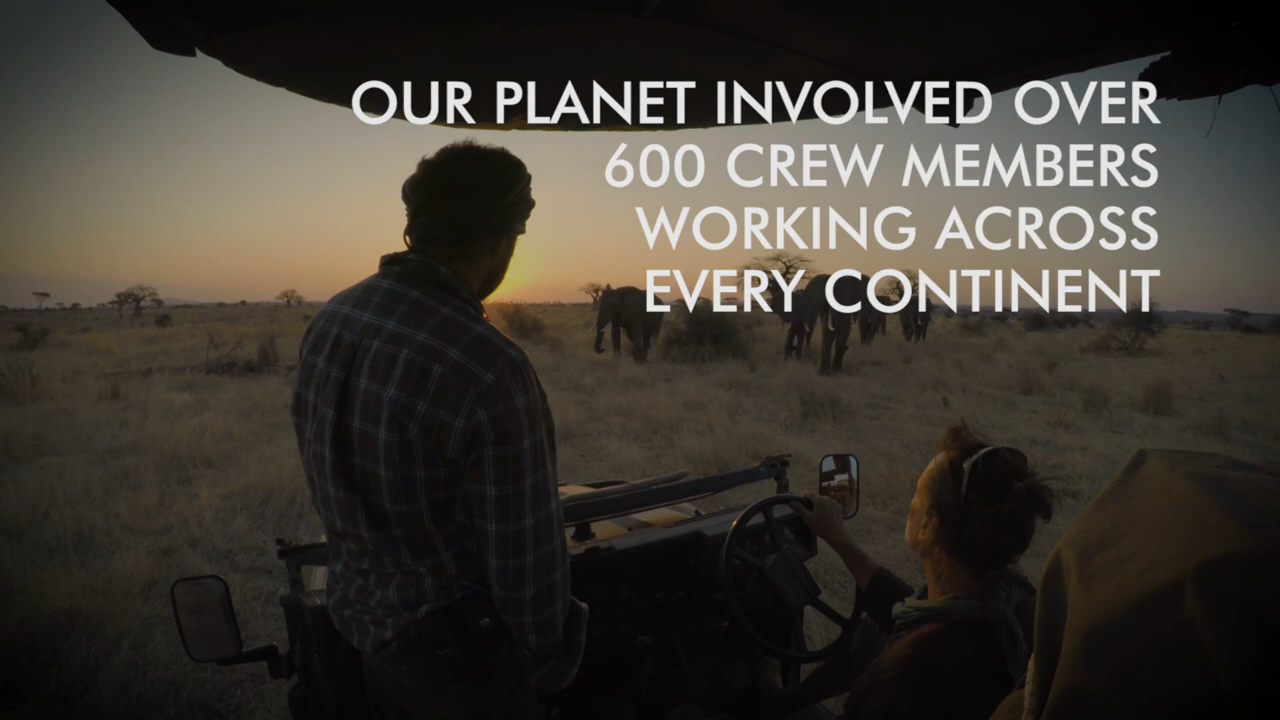 OUR PLANET INVOLVED OVER
600 CREW MEMBERS
WORKING ACROSS
EVERY CONTINENT